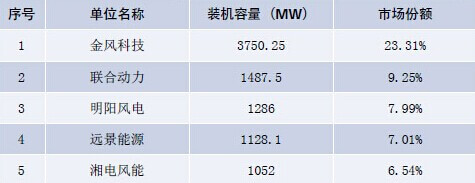 序号 单位名称 装机容量（MW） 市场份额
1 金风科技 3750.25 23.31%
2 联合动力 1487.5 9.25%
3 明阳风电 1286 7.99%
4 远景能源 1128.1 7.01%
5 湘电风能 1052 6.54%